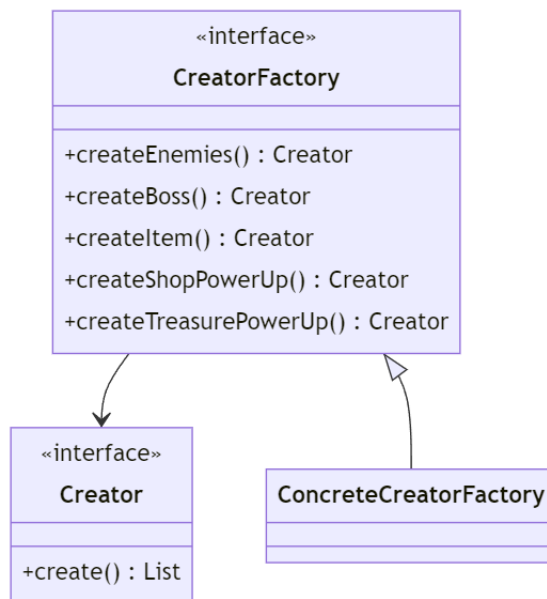 «interface»
CreatorFactory
+createEnemies() : Creator
+createBoss() : Creator
+createItem() : Creator
+createShopPowerUp() : Creator
+createTreasurePowerUp() : Creator
«interface»
Creator
+create() : List
ConcreteCreatorFactory